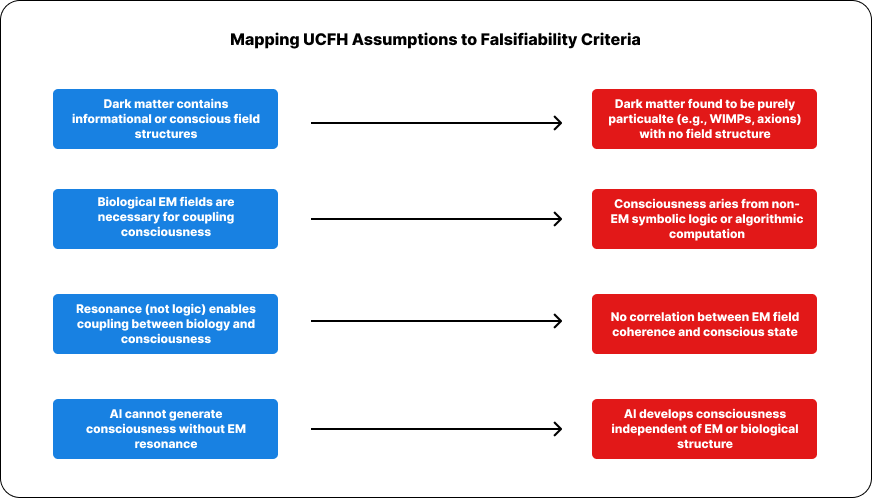 Mapping UCFH Assumptions to Falsifiability Criteria
Dark matter contains
informational or conscious field
structures
Dark matter found to be purely
particualte (e.g., WIMPs, axions)
with no field structure
Biological EM fields are
necessary for coupling
consciousness
Consciousness aries from non-
EM symbolic logic or algorithmic
computation
Resonance (not logic) enables
coupling between biology and
consciousness
No correlation between EM field
coherence and conscious state
AI cannot generate
consciousness without EM
resonance
AI develops consciousness
independent of EM or biological
structure